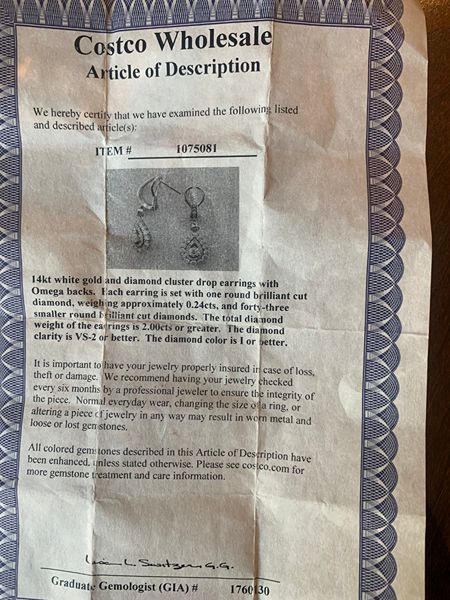 Costco Wholesale
Article of Description
We hereby certify that we have examined the following listed
and described article(s):
ITEM # 1075081
14kt white gold and diamond cluster drop earrings with
Omega backs. Each earring is set with one round brilliant cut
diamond, weighing approximately 0.24cts, and forty-three
smaller round brilliant cut diamonds. The total diamond
weight of the earrings is 2.00cts or greater. The diamond
clarity is VS-2 or better. The diamond color is I or better.
It is important to have your jewelry properly insured in case of loss,
theft or damage. We recommend having your jewelry checked
every six months by a professional jeweler to ensure the integrity of
the piece. Normal everyday wear, changing the size of a ring, or
altering a piece of jewelry in any way may result in worn metal and
loose or lost gemstones.
All colored gemstones described in this Article of Description have
been enhanced, unless stated otherwise. Please see costco.com for
more gemstone treatment and care information.
G.G.
Graduate Gemologist (GIA) # 1760130